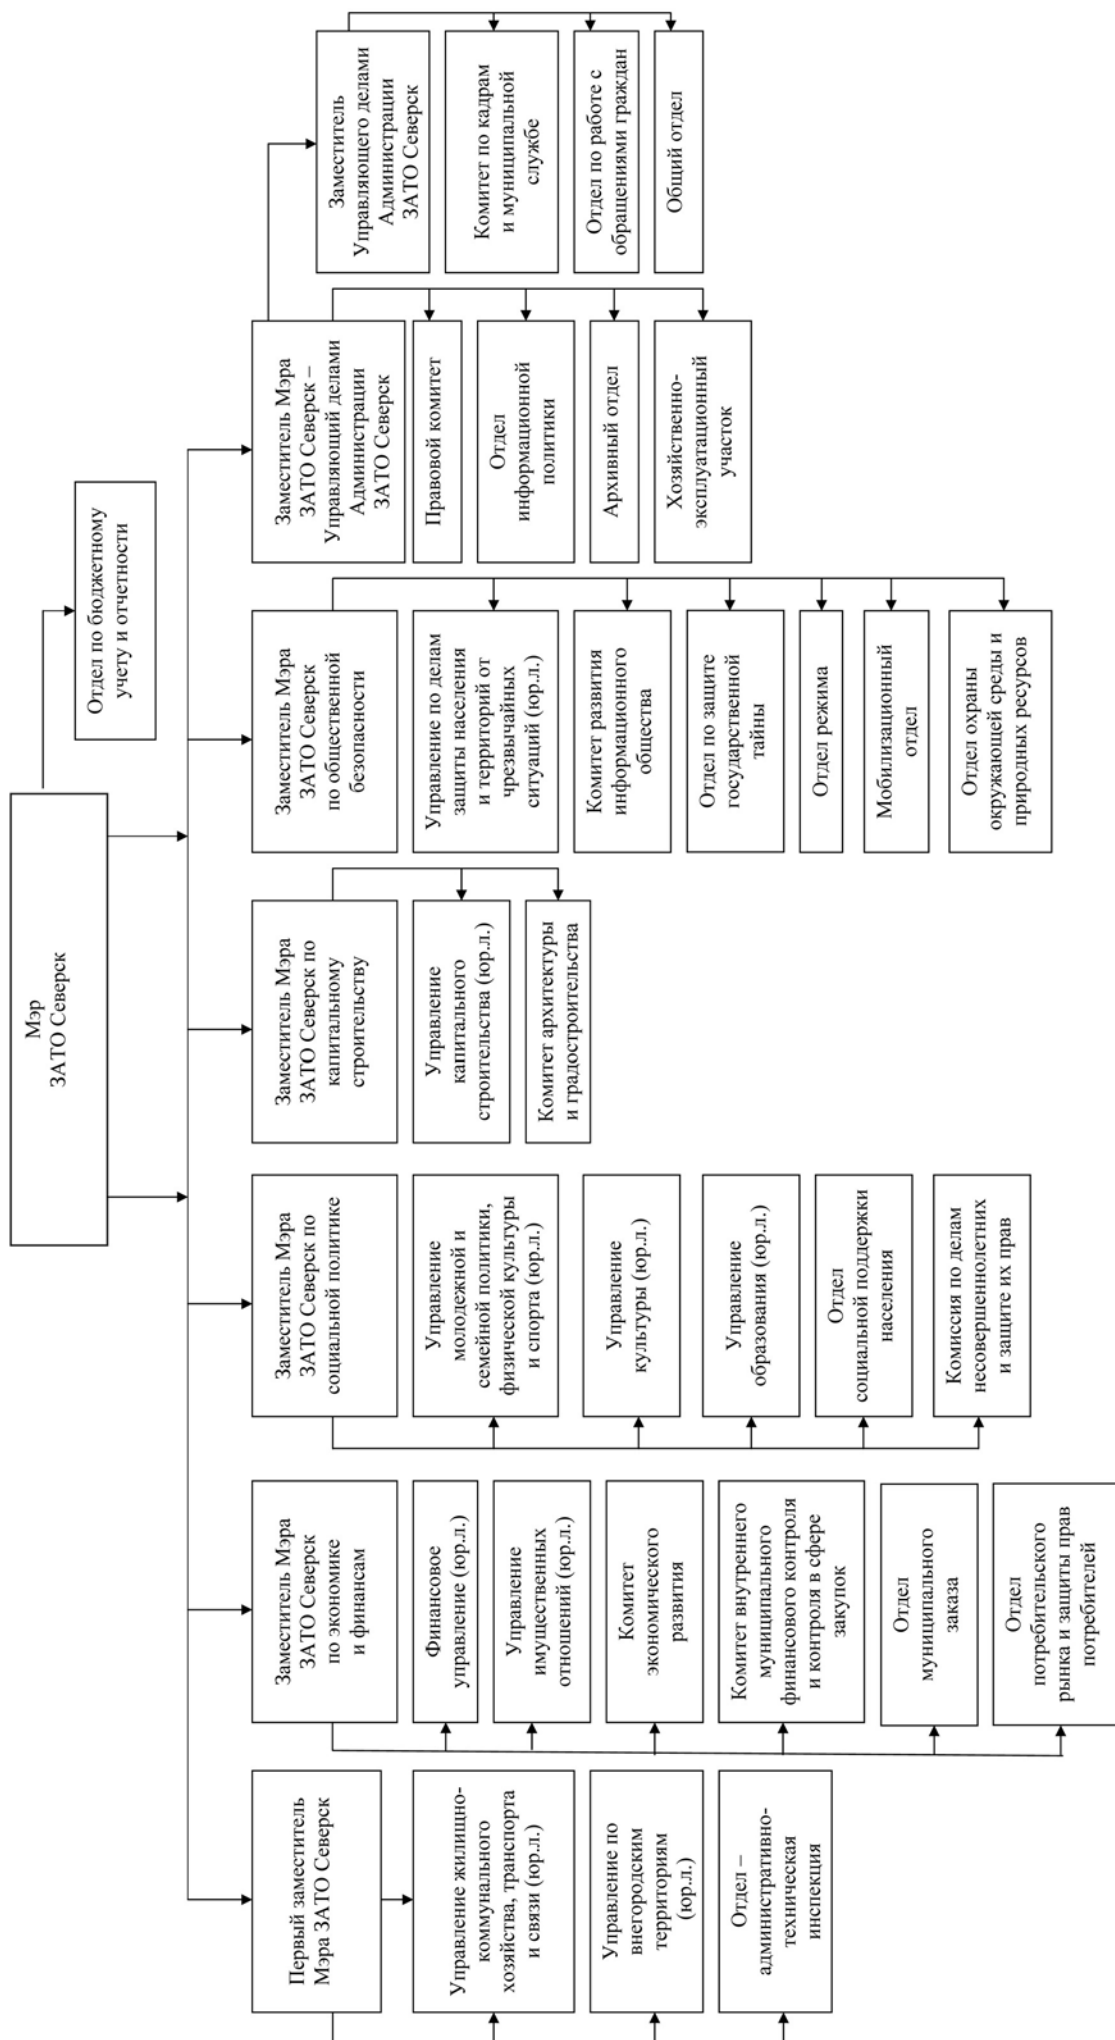 Мэр
ЗАТО Северск
Отдел по бюджетному
учету и отчетности
Первый заместитель
Мэра ЗАТО Северск
Управление жилищно-
коммунального
хозяйства, транспорта
и связи (юр.л.)
Управление по
внегородским
территориям
(юр.л.)
Отдел –
административно-
техническая
инспекция
Заместитель Мэра
ЗАТО Северск
по экономике
и финансам
Финансовое
управление (юр.л.)
Управление
имущественных
отношений (юр.л.)
Комитет
экономического
развития
Комитет внутреннего
муниципального
финансового контроля
и контроля в сфере
закупок
Отдел
муниципального
заказа
Отдел
потребительского
рынка и защиты прав
потребителей
Заместитель Мэра
ЗАТО Северск по
социальной политике
Управление
молодежной и
семейной политики,
физической культуры
и спорта (юр.л.)
Управление
культуры (юр.л.)
Управление
образования (юр.л.)
Отдел
социальной поддержки
населения
Комиссия по делам
несовершеннолетних
и защите их прав
Заместитель Мэра
ЗАТО Северск по
капитальному
строительству
Управление
капитального
строительства (юр.л.)
Комитет архитектуры
и градостроительства
Заместитель Мэра
ЗАТО Северск
по общественной
безопасности
Управление по делам
защиты населения
и территорий от
чрезвычайных
ситуаций (юр.л.)
Комитет развития
информационного
общества
Отдел по защите
государственной
тайны
Отдел режима
Мобилизационный
отдел
Отдел охраны
окружающей среды и
природных ресурсов
Заместитель Мэра
ЗАТО Северск –
Управляющий делами
Администрации
ЗАТО Северск
Правовой комитет
Отдел
информационной
политики
Архивный отдел
Хозяйственно-
эксплуатационный
участок
Заместитель
Управляющего делами
Администрации
ЗАТО Северск
Комитет по кадрам
и муниципальной
службе
Отдел по работе с
обращениями граждан
Общий отдел